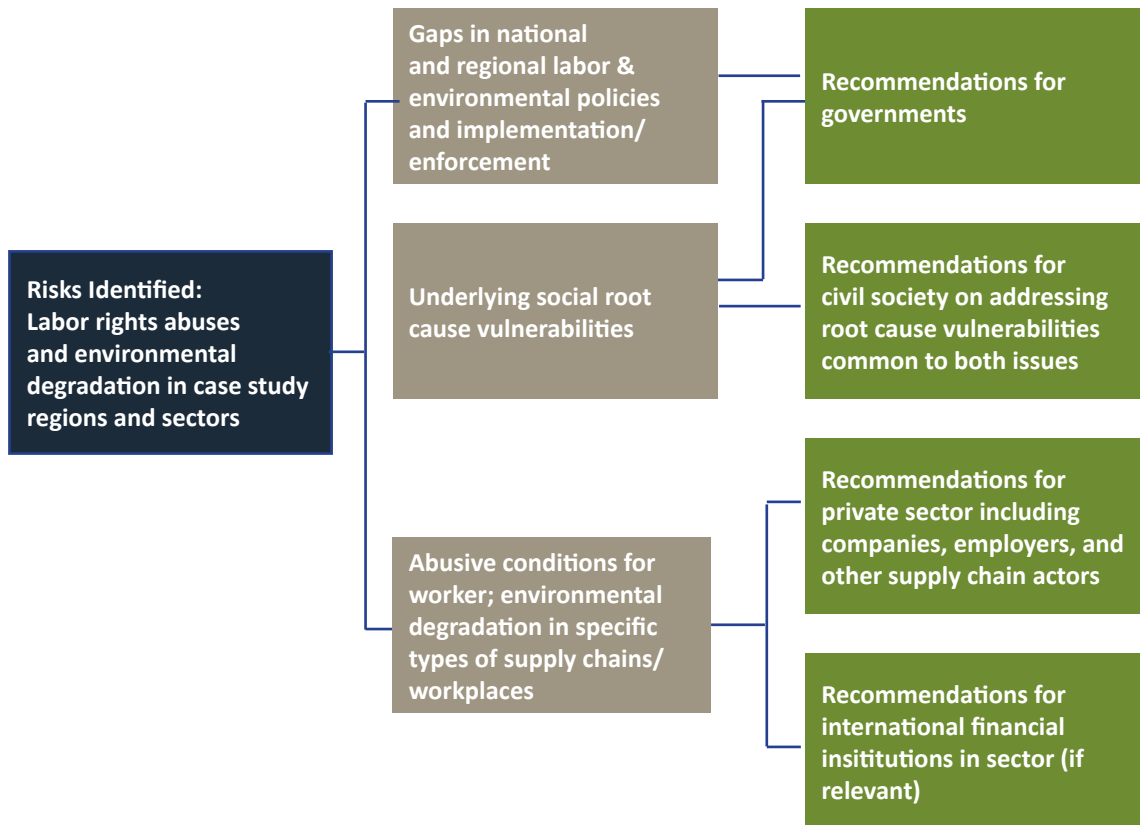 Risks Identified:
Labor rights abuses
and environmental
degradation in case study
regions and sectors
Gaps in national
and regional labor &
environmental policies
and implementation/
enforcement
Underlying social root
cause vulnerabilities
Abusive conditions for
worker; environmental
degradation in specific
types of supply chains/
workplaces
Recommendations for
governments
Recommendations for
civil society on addressing
root cause vulnerabilities
common to both issues
Recommendations for
private sector including
companies, employers, and
other supply chain actors
Recommendations for
international financial
insititutions in sector (if
relevant)